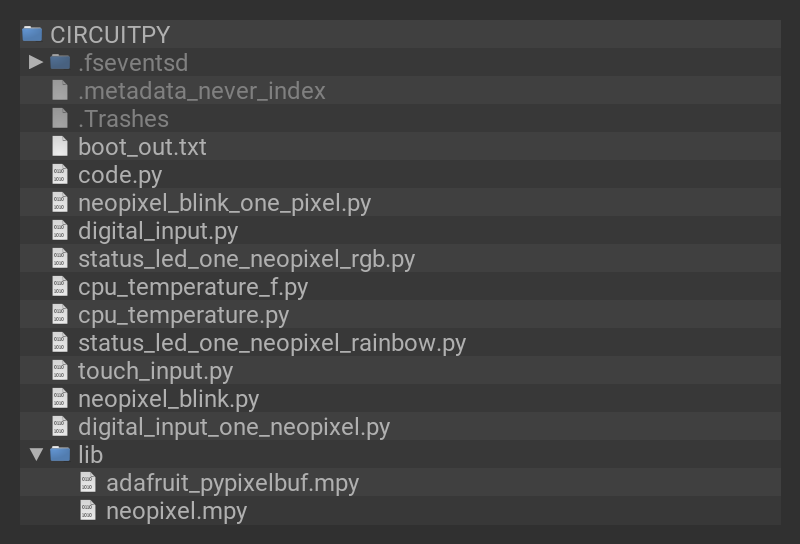 CIRCUITPY
.fseventsd
.metadata_never_index
.Trashes
boot_out.txt
code.py
neopixel_blink_one_pixel.py
digital_input.py
status_led_one_neopixel_rgb.py
cpu_temperature_f.py
cpu_temperature.py
status_led_one_neopixel_rainbow.py
touch_input.py
neopixel_blink.py
digital_input_one_neopixel.py
lib
adafruit_pypixelbuf.mpy
neopixel.mpy